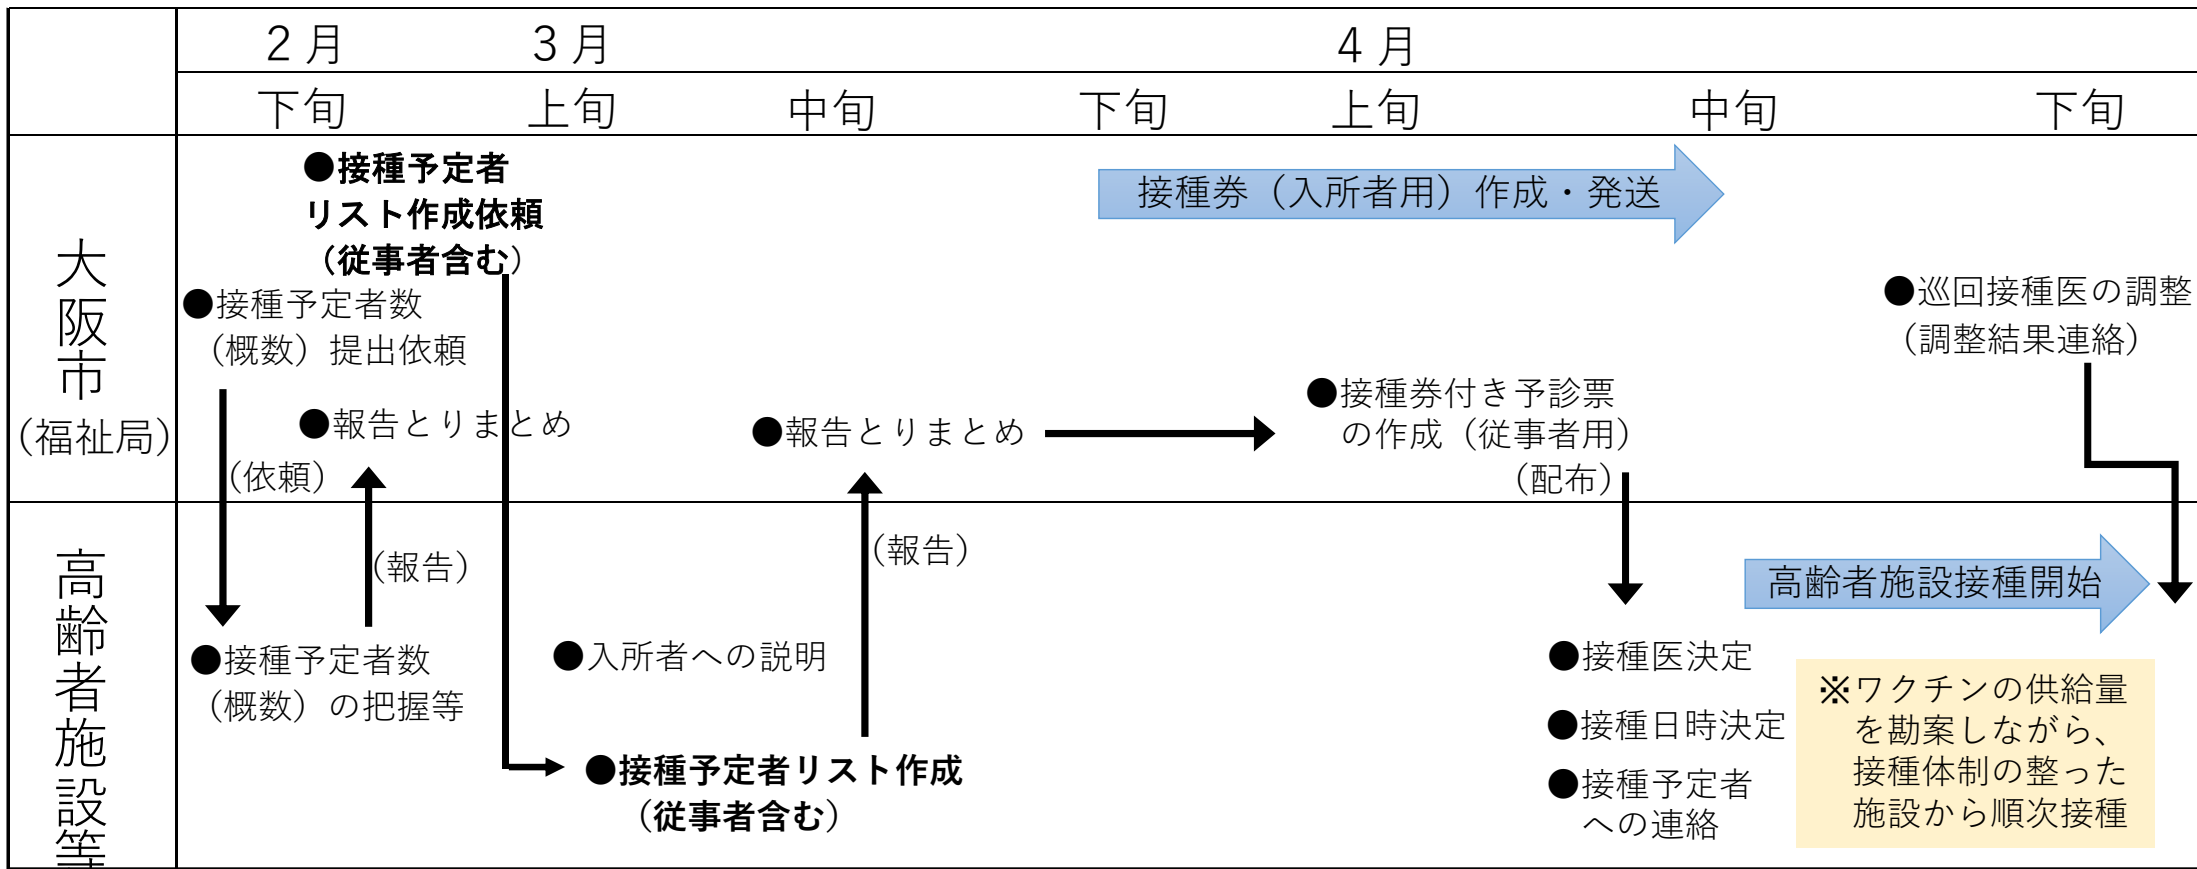 2月
3月
4月
下旬
上旬
中旬
下旬
上旬
中旬
下旬
大阪市
(福祉局)
●接種予定者
リスト作成依頼
(従事者含む)
●接種予定者数
(概数)提出依頼
●報告とりまとめ
(依頼)
●報告とりまとめ
接種券(入所者用)作成・発送
●接種券付き予診票
の作成(従事者用)
(配布)
●巡回接種医の調整
(調整結果連絡)
高齢者施設等
(報告)
●接種予定者数
(概数)の把握等
●入所者への説明
(報告)
●接種予定者リスト作成
(従事者含む)
高齢者施設接種開始
●接種医決定
●接種日時決定
●接種予定者
への連絡
※ワクチンの供給量
を勘案しながら、
接種体制の整った
施設から順次接種